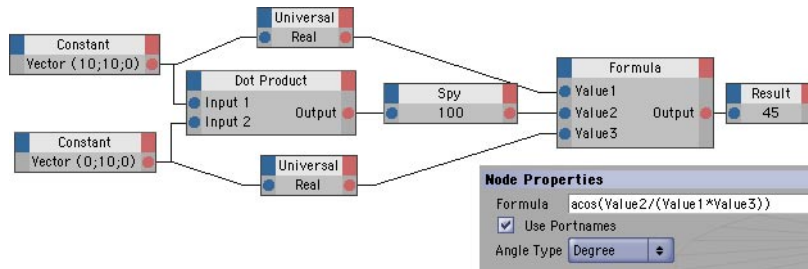 Universal
Real
Constant
Vector (10;10;0)
Dot Product
Input 1
Input 2
Output
Spy
100
Formula
Value1
Value2
Value3
Output
Result
45
Constant
Vector (0;10;0)
Universal
Real
Node Properties
Formula acos(Value2/(Value1*Value3))
Use Portnames
Angle Type Degree